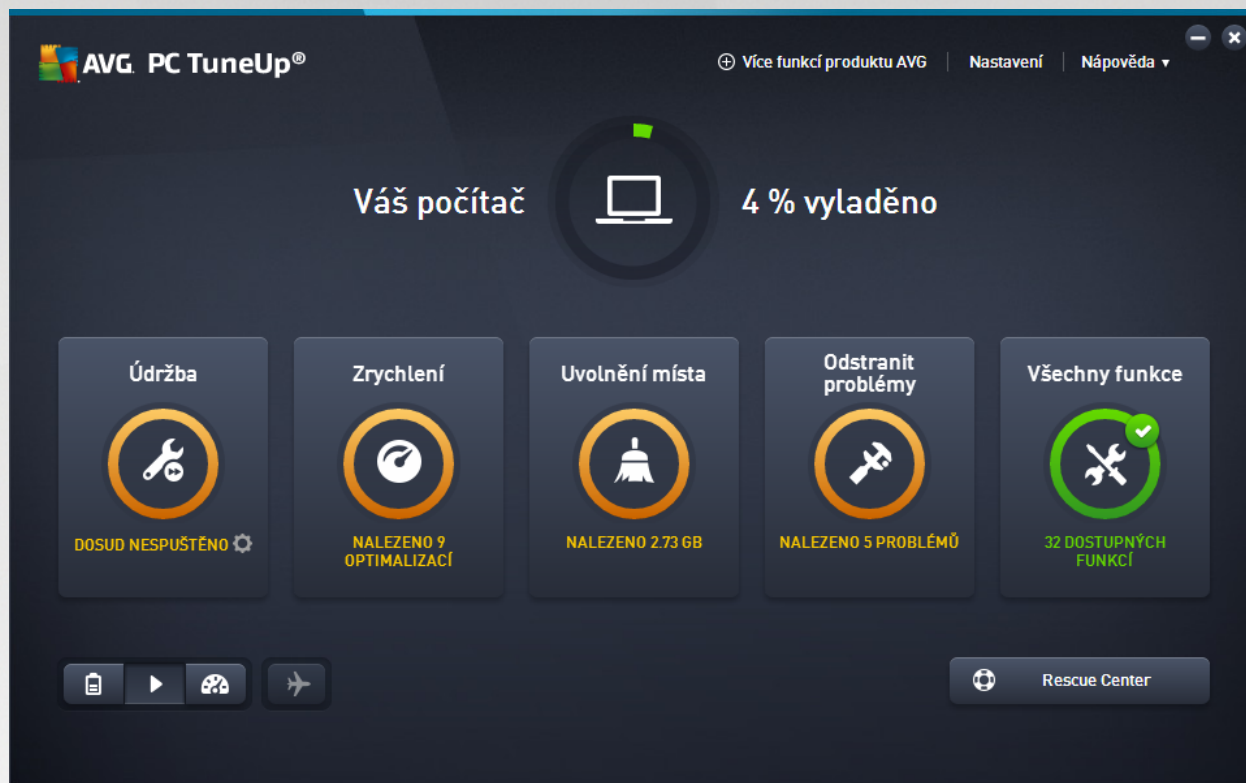 AVG. PC TuneUp®
Více funkcí produktu AVG
Nastavení
Nápověda
Váš počítač
4 % vyladěno
Údržba
DOSUD NESPUŠTĚNO
Zrychlení
NALEZENO 9
OPTIMALIZACÍ
Uvolnění místa
NALEZENO 2.73 GB
Odstranit
problémy
NALEZENO 5 PROBLÉMŮ
Všechny funkce
32 DOSTUPNÝCH
FUNKCÍ
Rescue Center